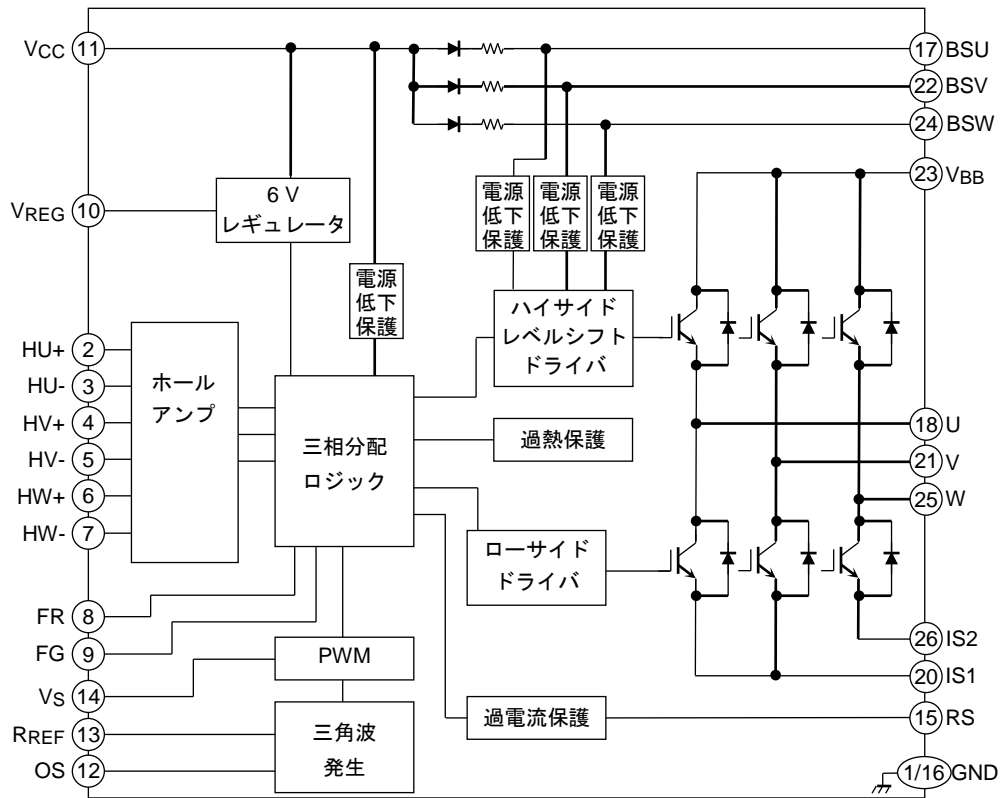 VCC 11
17 BSU
22 BSV
24 BSW
23 VBB
6 V
レギュレータ
VREG 10
電源
低下
保護
電源
低下
保護
電源
低下
保護
電源
低下
保護
ハイサイド
レベルシフト
ドライバ
HU+ 2
HU- 3
HV+ 4
HV- 5
HW+ 6
HW- 7
ホール
アンプ
三相分配
ロジック
過熱保護
18 U
21 V
25 W
ローサイド
ドライバ
FR 8
FG 9
VS 14
RREF 13
OS 12
PWM
三角波
発生
過電流保護
26 IS2
20 IS1
15 RS
1/16 GND